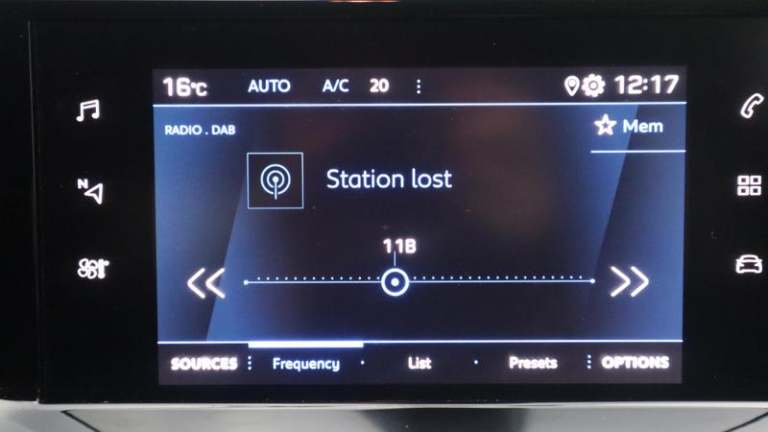 16°C AUTO A/C 20 12:17
RADIO . DAB
Mem
N
Station lost
11B
SOURCES Frequency List Presets OPTIONS